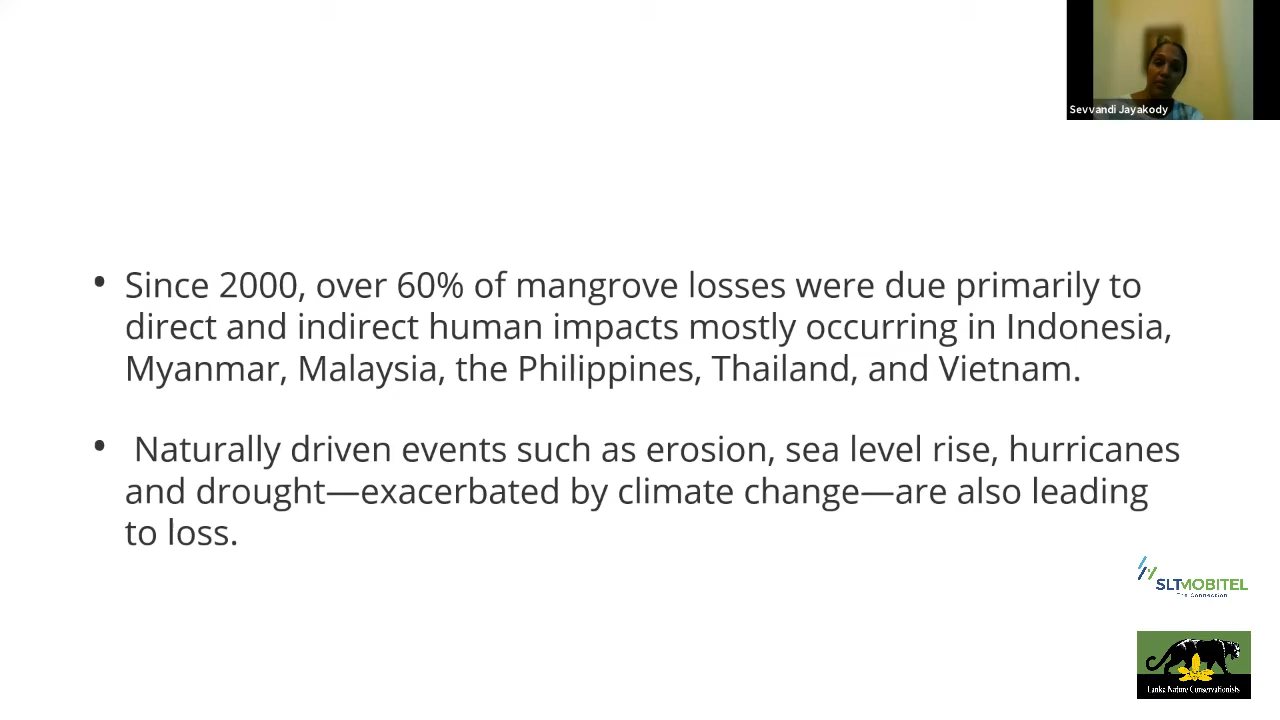 Sevvandi Jayakody
• Since 2000, over 60% of mangrove losses were due primarily to
direct and indirect human impacts mostly occurring in Indonesia,
Myanmar, Malaysia, the Philippines, Thailand, and Vietnam.
• Naturally driven events such as erosion, sea level rise, hurricanes
and drought—exacerbated by climate change—are also leading
to loss.
SLTMOBITEL
The Connection
Lanka Nature Conservationists